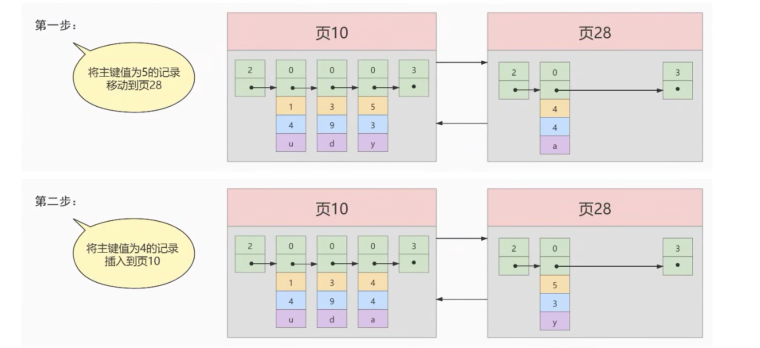 第一步：
将主键值为5的记录
移动到页28
页10
2 0 0 0 3
1 3 5
4 9 3
u d y
页28
2 0 3
4
4
a
第二步：
将主键值为4的记录
插入到页10
页10
2 0 0 0 3
1 3 4
4 9 4
u d a
页28
2 0 3
5
3
y